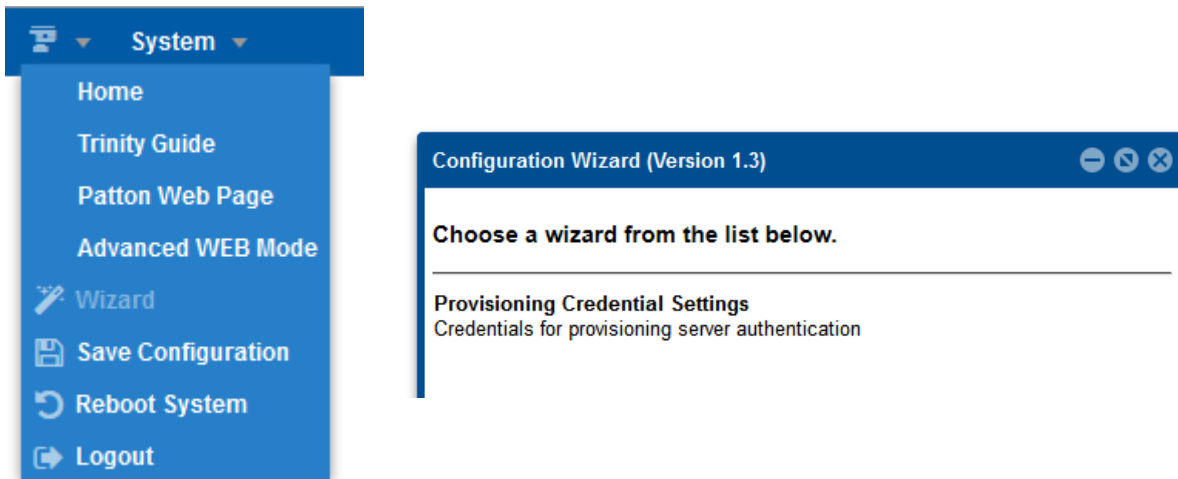 System
Home
Trinity Guide
Patton Web Page
Advanced WEB Mode
Wizard
Save Configuration
Reboot System
Logout
Configuration Wizard (Version 1.3)
Choose a wizard from the list below.
Provisioning Credential Settings
Credentials for provisioning server authentication